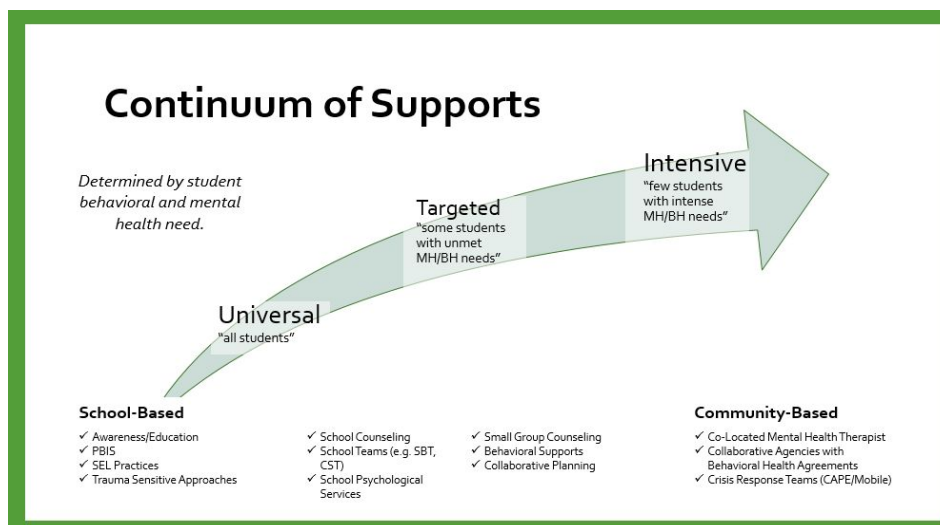 Continuum of Supports
Determined by student
behavioral and mental
health need.
Universal
"all students"
Targeted
"some students
with unmet
MH/BH needs"
Intensive
"few students
with intense
MH/BH needs"
School-Based
✓ Awareness/Education
✓ PBIS
✓ SEL Practices
✓ Trauma Sensitive Approaches
✓ School Counseling
✓ School Teams (e.g. SBT,
CST)
✓ School Psychological
Services
✓ Small Group Counseling
✓ Behavioral Supports
✓ Collaborative Planning
Community-Based
✓ Co-Located Mental Health Therapist
✓ Collaborative Agencies with
Behavioral Health Agreements
✓ Crisis Response Teams (CAPE/Mobile)